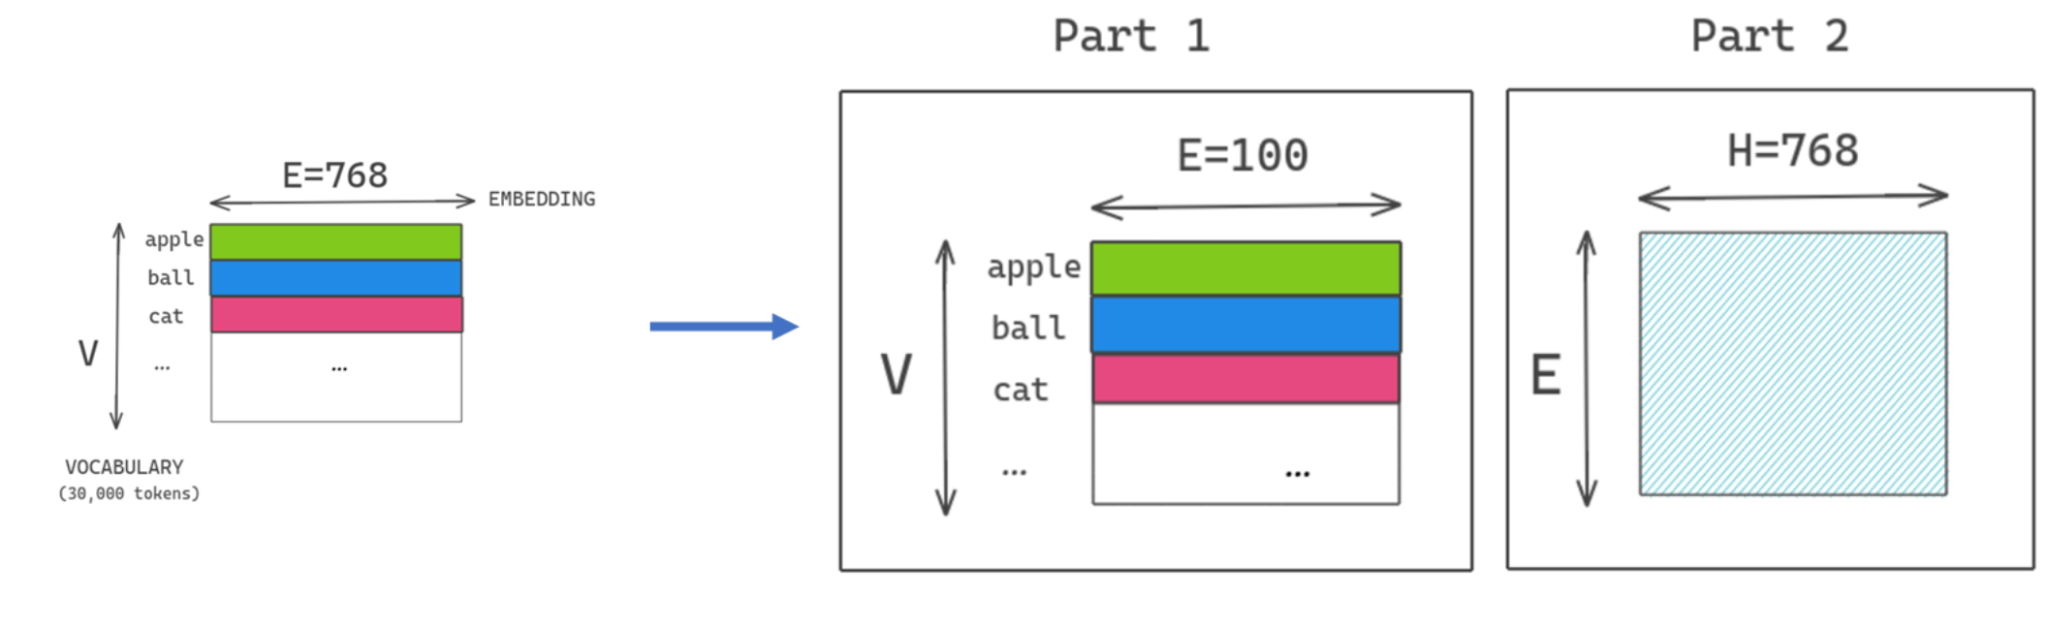 E=768
EMBEDDING
apple
ball
cat
V
...
...
VOCABULARY
(30,000 tokens)
Part 1
E=100
apple
ball
V
cat
...
...
Part 2
H=768
E